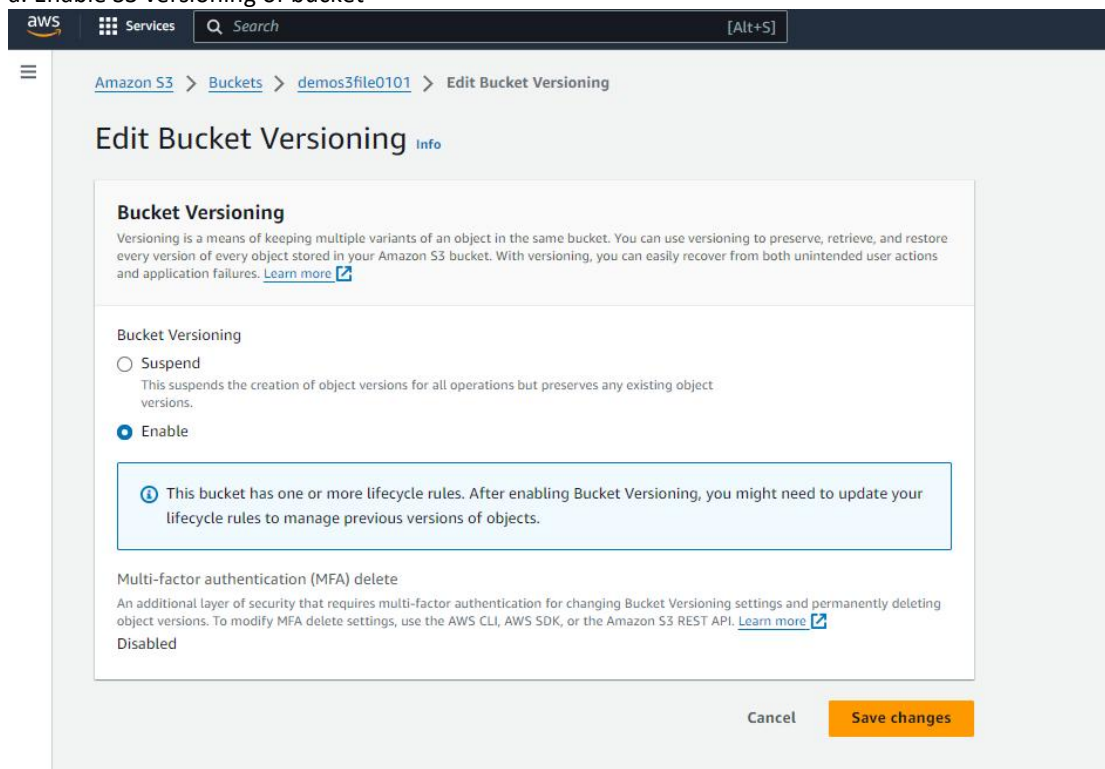 a. Enable S3 versioning of bucket
aws Services Search [Alt+S]
Amazon S3 > Buckets > demos3file0101 > Edit Bucket Versioning
Edit Bucket Versioning Info
Bucket Versioning
Versioning is a means of keeping multiple variants of an object in the same bucket. You can use versioning to preserve, retrieve, and restore
every version of every object stored in your Amazon S3 bucket. With versioning, you can easily recover from both unintended user actions
and application failures. Learn more
Bucket Versioning
Suspend
This suspends the creation of object versions for all operations but preserves any existing object
versions.
Enable
This bucket has one or more lifecycle rules. After enabling Bucket Versioning, you might need to update your
lifecycle rules to manage previous versions of objects.
Multi-factor authentication (MFA) delete
An additional layer of security that requires multi-factor authentication for changing Bucket Versioning settings and permanently deleting
object versions. To modify MFA delete settings, use the AWS CLI, AWS SDK, or the Amazon S3 REST API. Learn more
Disabled
Cancel Save changes